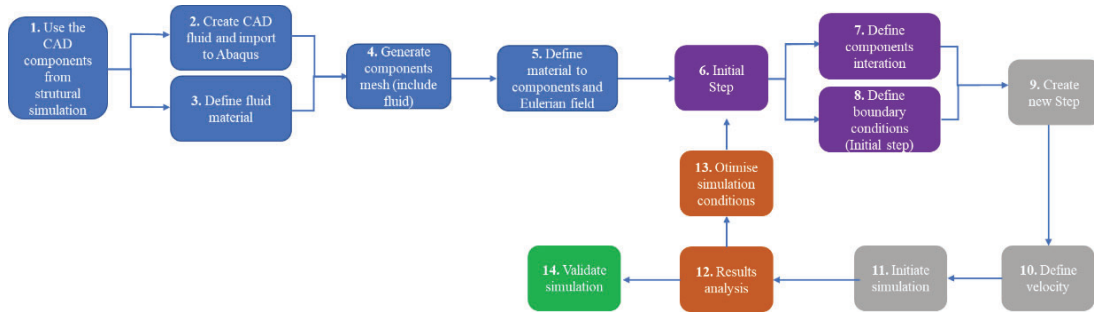 1. Use the
CAD
components
from
strutural
simulation
2. Create CAD
fluid and import
to Abaqus
3. Define fluid
material
4. Generate
components
mesh (include
fluid)
5. Define
material to
components and
Eulerian field
6. Initial
Step
7. Define
components
interation
8. Define
boundary
conditions
(Initial step)
9. Create
new Step
10. Define
velocity
11. Initiate
simulation
12. Results
analysis
13. Otimise
simulation
conditions
14. Validate
simulation